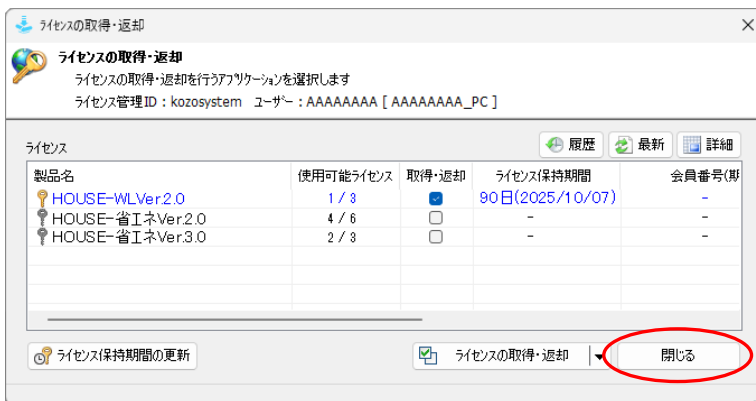 ライセンスの取得・返却
ライセンスの取得・返却
ライセンスの取得・返却を行うアプリケーションを選択します
ライセンス管理ID：kozosystem ユーザー：AAAAAAAA [ AAAAAAAA_PC ]
ライセンス 履歴 最新 詳細
製品名 使用可能ライセンス 取得・返却 ライセンス保持期間 会員番号(期
HOUSE-WLVer.2.0 1 / 3 90日(2025/10/07) -
HOUSE-省エネVer.2.0 4 / 6 - -
HOUSE-省エネVer.3.0 2 / 3 - -
ライセンス保持期間の更新 ライセンスの取得・返却 閉じる